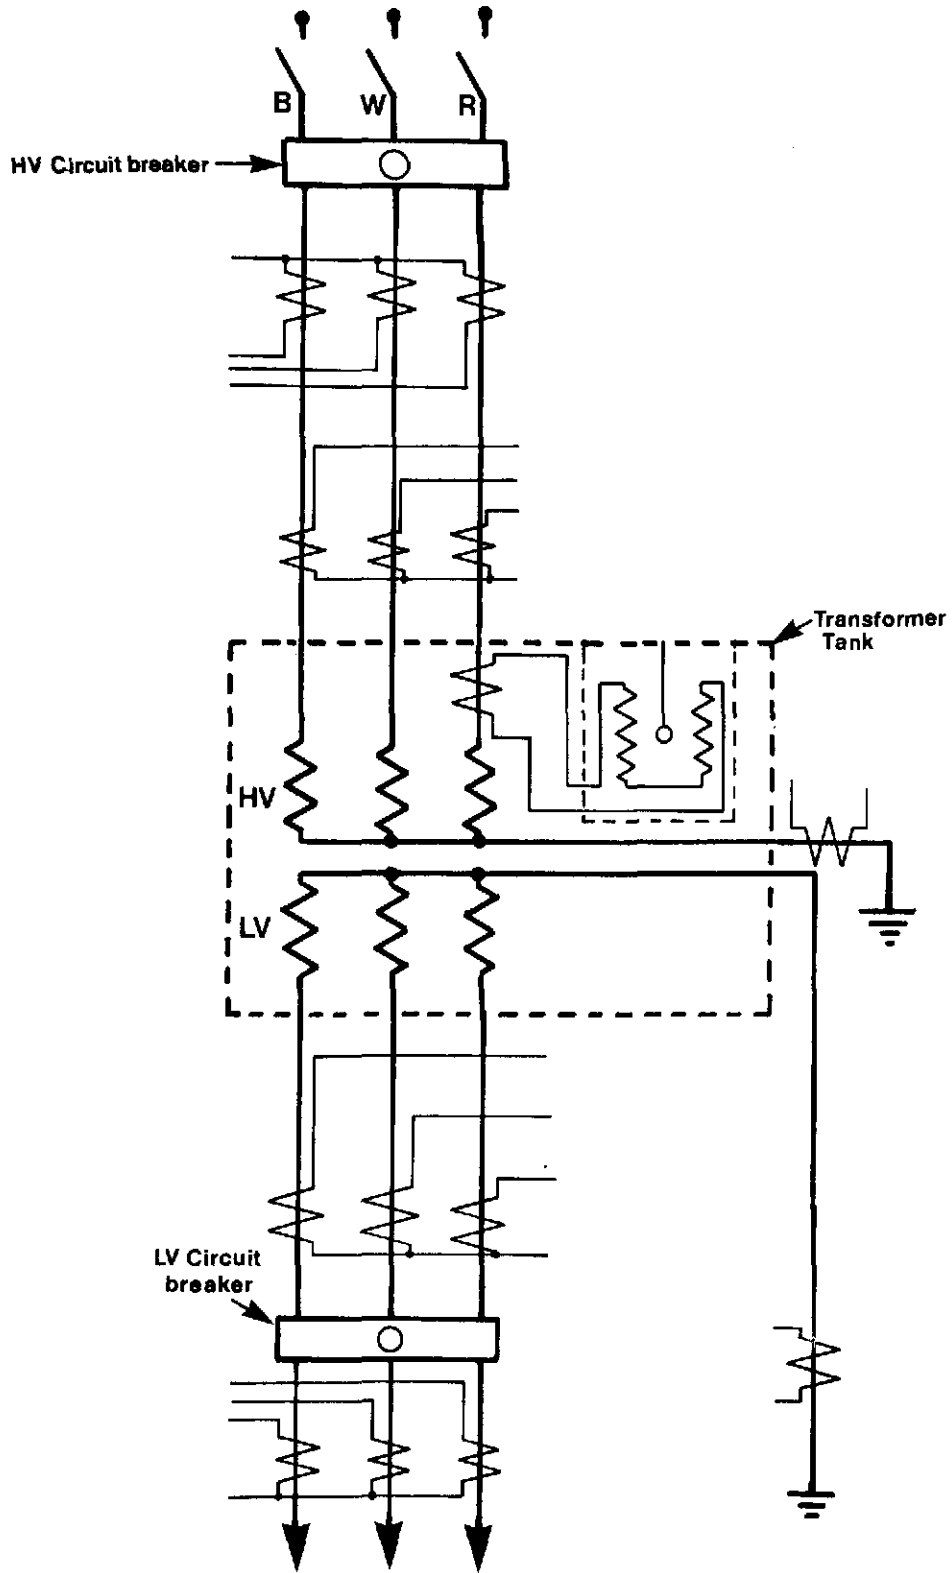 B W R
HV Circuit breaker
Transformer
Tank
HV
LV
LV Circuit
breaker